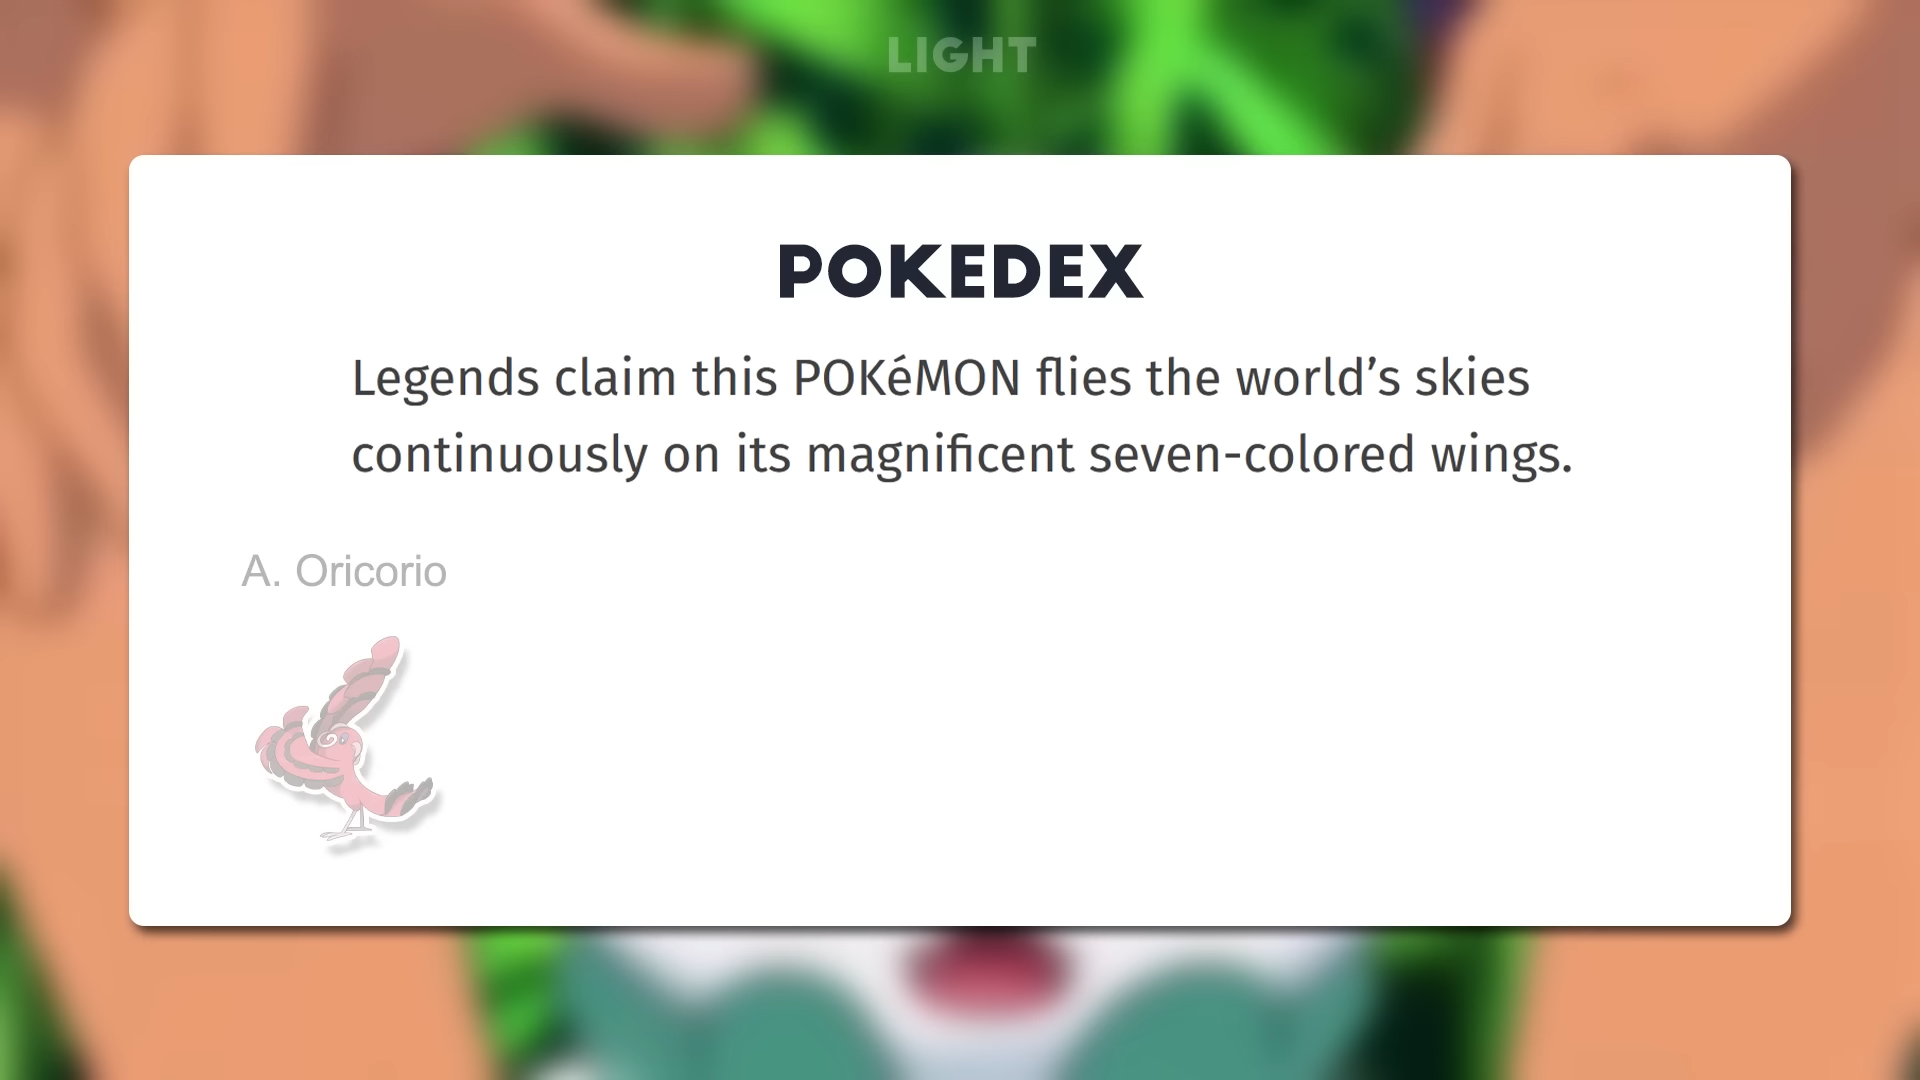 LIGHT
POKEDEX
Legends claim this POKéMON flies the world’s skies
continuously on its magnificent seven-colored wings.
A. Oricorio